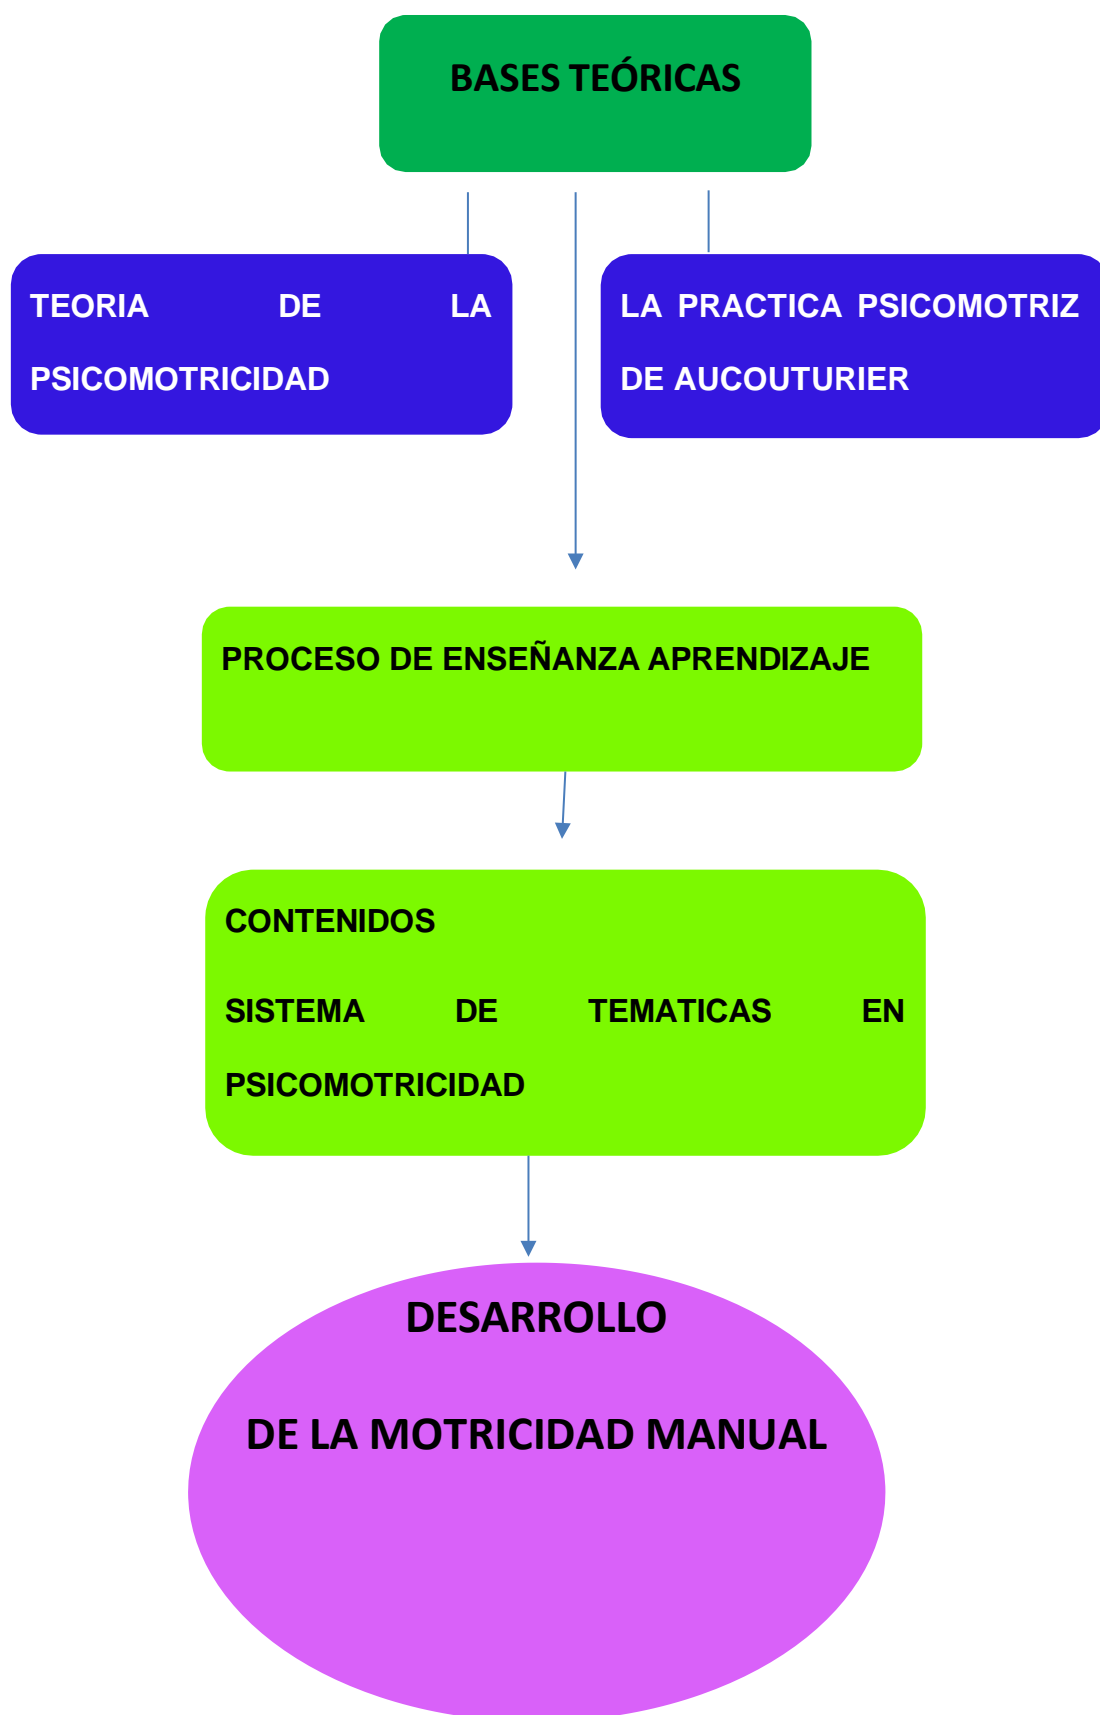 BASES TEÓRICAS
TEORIA DE LA
PSICOMOTRICIDAD
LA PRACTICA PSICOMOTRIZ
DE AUCOUTURIER
PROCESO DE ENSEÑANZA APRENDIZAJE
CONTENIDOS
SISTEMA DE TEMATICAS EN
PSICOMOTRICIDAD
DESARROLLO
DE LA MOTRICIDAD MANUAL